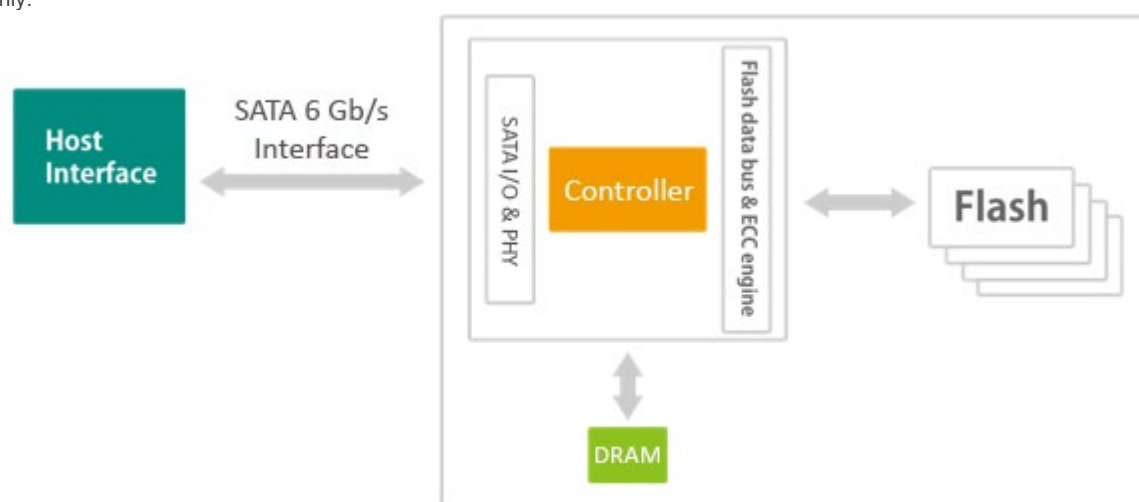 SATA 6 Gb/s
Interface
Host
Interface
SATA I/O & PHY
Controller
Flash data bus & ECC engine
Flash
DRAM